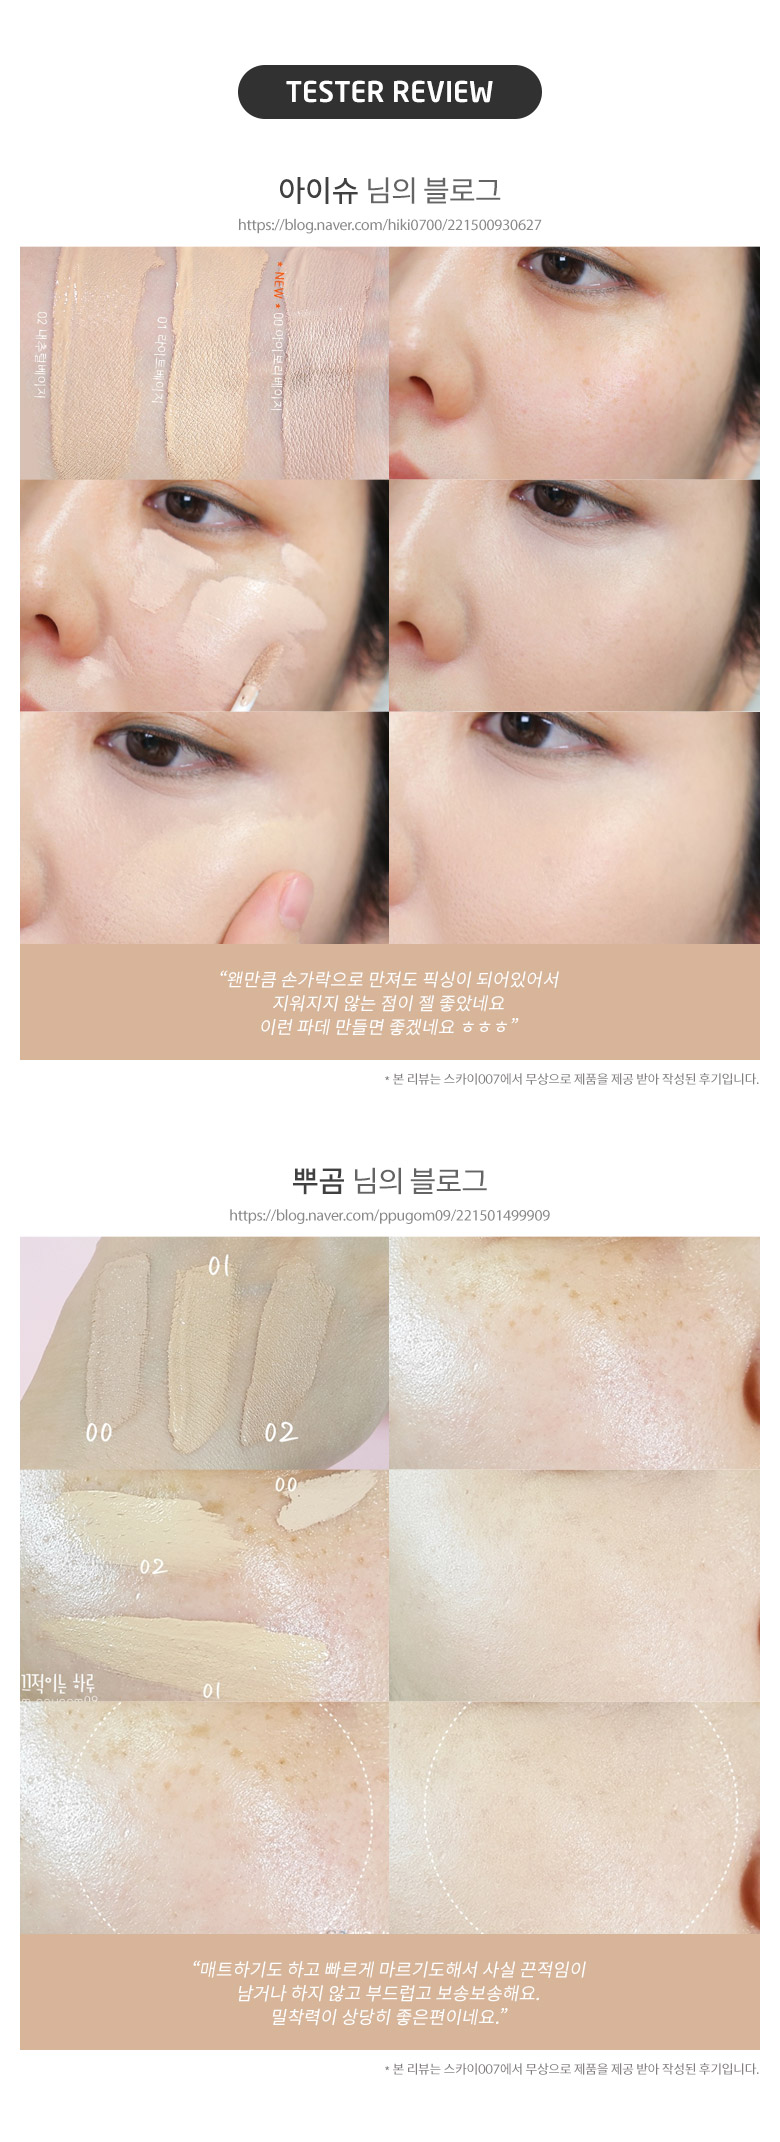 TESTER REVIEW
아이슈 님의 블로그
https://blog.naver.com/hiki0700/221500930627
02 내추럴베이지
01 라이트베이지
* NEW * 00 아이보리베이지
“왠만큼 손가락으로 만져도 픽싱이 되어있어서
지워지지 않는 점이 젤 좋았네요
이런 파데 만들면 좋겠네요 ㅎㅎㅎ”
* 본 리뷰는 스카이007에서 무상으로 제품을 제공 받아 작성된 후기입니다.
뿌곰 님의 블로그
https://blog.naver.com/ppugom09/221501499909
01
00
02
00
02
01
“매트하기도 하고 빠르게 마르기도해서 사실 끈적임이
남거나 하지 않고 부드럽고 보송보송해요.
밀착력이 상당히 좋은편이네요.”
* 본 리뷰는 스카이007에서 무상으로 제품을 제공 받아 작성된 후기입니다.